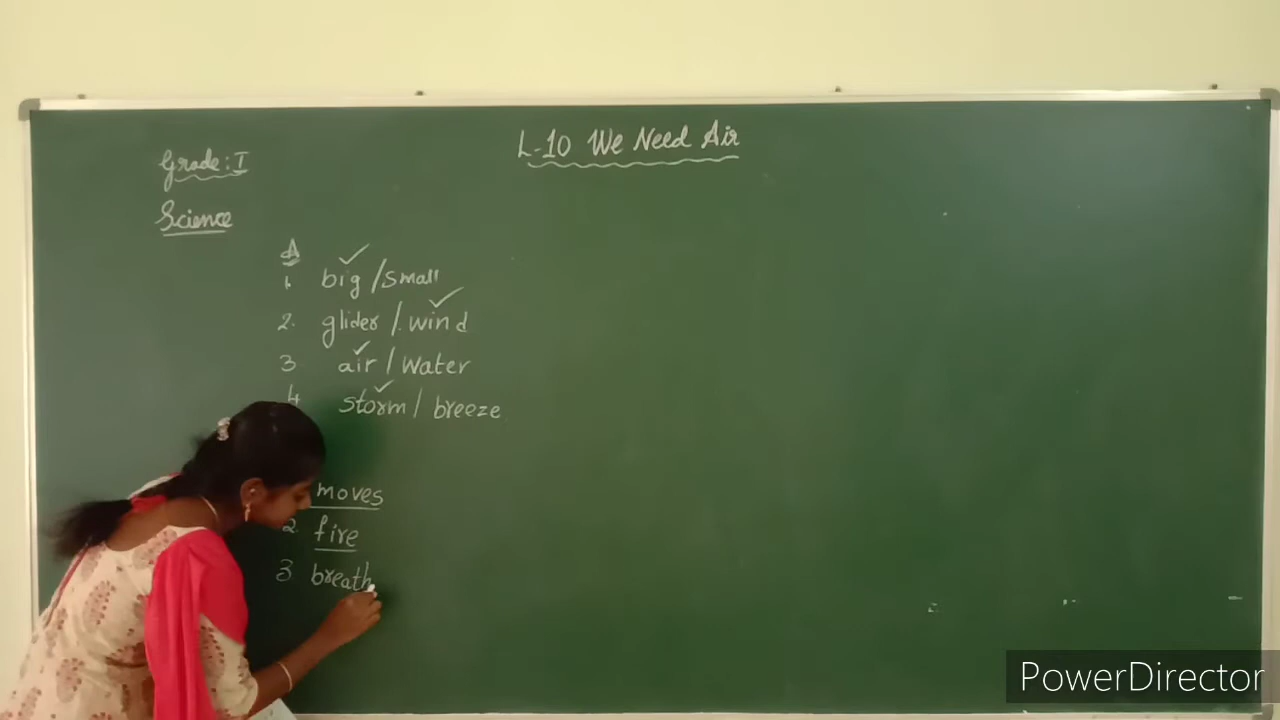 L-10 We Need Air
Grade: I
Science
A
1. big / small
2. glider / wind
3 air / water
4 storm / breeze
moves
2. fire
3 breath
PowerDirector